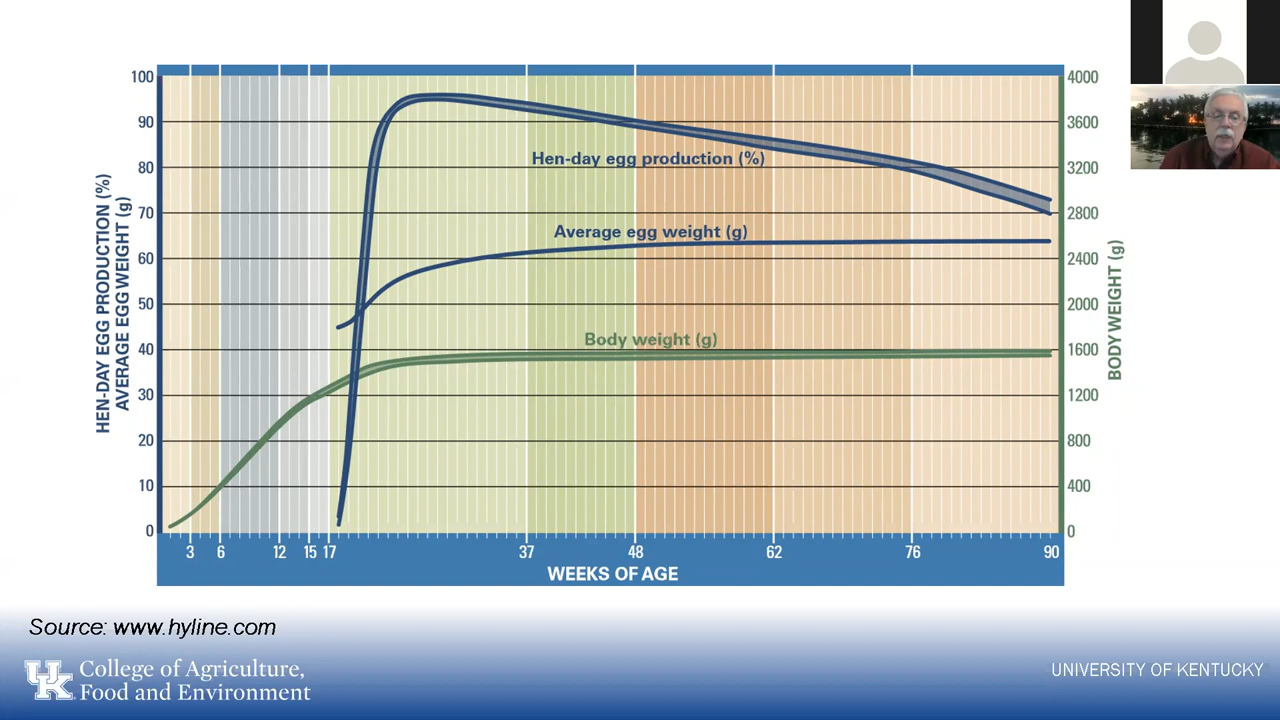 100
90
80
70
60
50
40
30
20
10
0
HEN-DAY EGG PRODUCTION (%)
AVERAGE EGG WEIGHT (g)
Hen-day egg production (%)
Average egg weight (g)
Body weight (g)
4000
3600
3200
2800
2400
2000
1600
1200
800
400
0
BODY WEIGHT (g)
3 6 12 15 17 37 48 62 76 90
WEEKS OF AGE
Source: www.hyline.com
UK
College of Agriculture,
Food and Environment
UNIVERSITY OF KENTUCKY